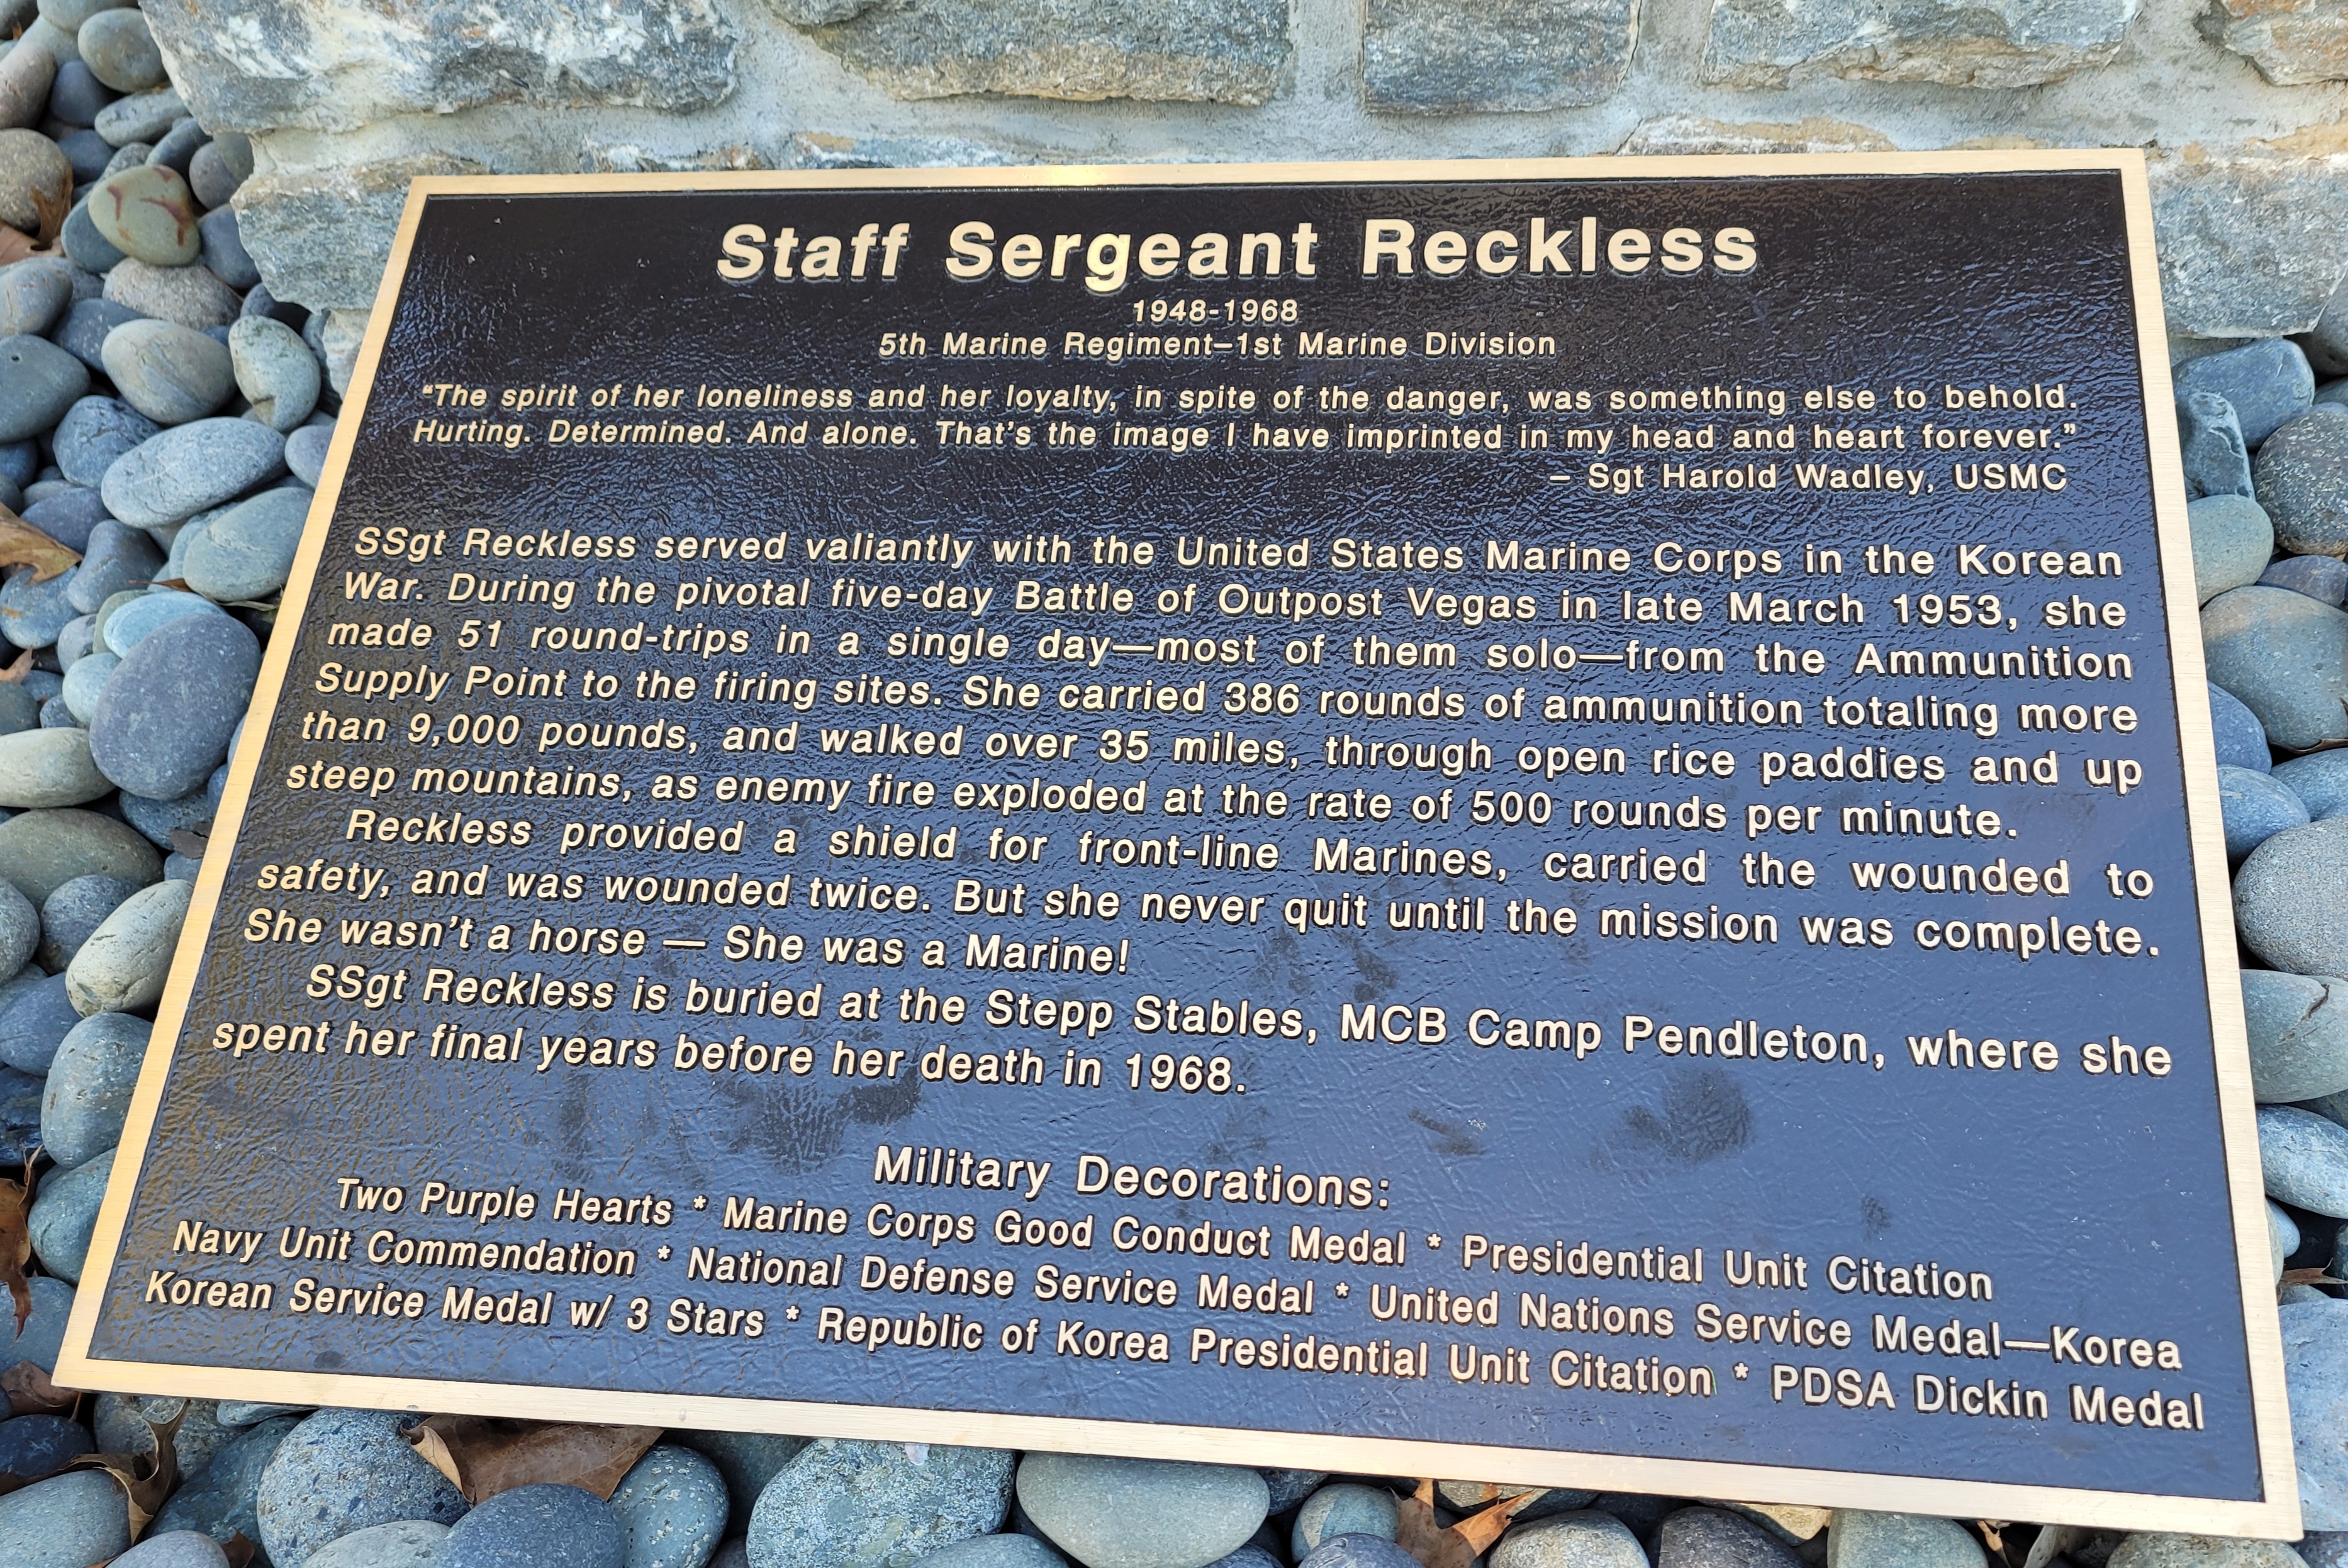 Staff Sergeant Reckless
1948-1968
5th Marine Regiment–1st Marine Division
“The spirit of her loneliness and her loyalty, in spite of the danger, was something else to behold.
Hurting. Determined. And alone. That’s the image I have imprinted in my head and heart forever.”
– Sgt Harold Wadley, USMC
SSgt Reckless served valiantly with the United States Marine Corps in the Korean
War. During the pivotal five-day Battle of Outpost Vegas in late March 1953, she
made 51 round-trips in a single day—most of them solo—from the Ammunition
Supply Point to the firing sites. She carried 386 rounds of ammunition totaling more
than 9,000 pounds, and walked over 35 miles, through open rice paddies and up
steep mountains, as enemy fire exploded at the rate of 500 rounds per minute.
Reckless provided a shield for front-line Marines, carried the wounded to
safety, and was wounded twice. But she never quit until the mission was complete.
She wasn’t a horse — She was a Marine!
SSgt Reckless is buried at the Stepp Stables, MCB Camp Pendleton, where she
spent her final years before her death in 1968.
Military Decorations:
Two Purple Hearts * Marine Corps Good Conduct Medal * Presidential Unit Citation
Navy Unit Commendation * National Defense Service Medal * United Nations Service Medal—Korea
Korean Service Medal w/ 3 Stars * Republic of Korea Presidential Unit Citation * PDSA Dickin Medal